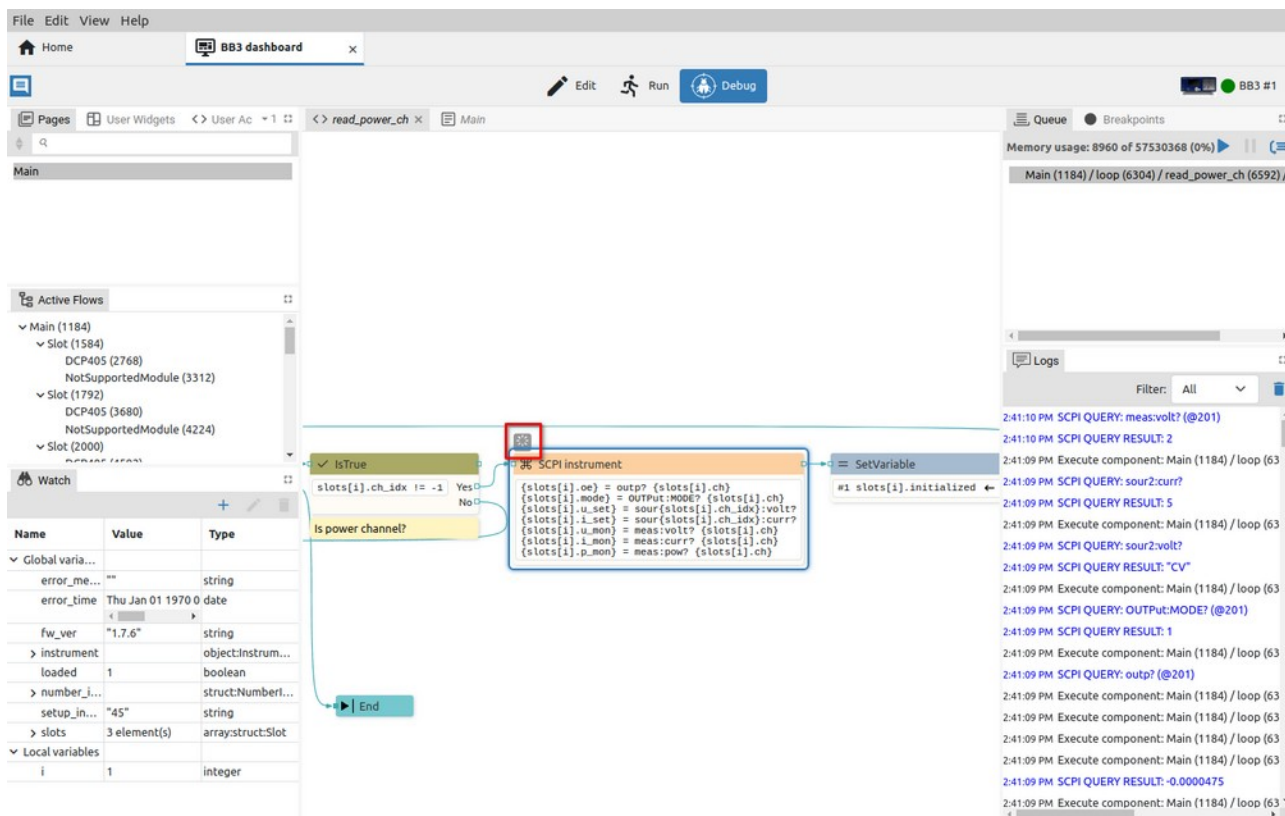 File Edit View Help
Home BB3 dashboard ×
Edit Run Debug BB3 #1
Pages User Widgets <> User Ac 1
Main
Active Flows
Main (1184)
Slot (1584)
DCP405 (2768)
NotSupportedModule (3312)
Slot (1792)
DCP405 (3680)
NotSupportedModule (4224)
Slot (2000)
Watch
Name Value Type
Global varia...
error_me... "" string
error_time Thu Jan 01 1970 0 date
fw_ver "1.7.6" string
instrument object:Instrum...
loaded 1 boolean
number_i... struct:NumberI...
setup_in... "45" string
slots 3 element(s) array:struct:Slot
Local variables
i 1 integer
<> read_power_ch × Main
IsTrue
slots[i].ch_idx != -1 Yes
No
Is power channel?
End
SCPI instrument
{slots[i].oe} = outp? {slots[i].ch}
{slots[i].mode} = OUTPut:MODE? {slots[i].ch}
{slots[i].u_set} = sour{slots[i].ch_idx}:volt?
{slots[i].i_set} = sour{slots[i].ch_idx}:curr?
{slots[i].u_mon} = meas:volt? {slots[i].ch}
{slots[i].i_mon} = meas:curr? {slots[i].ch}
{slots[i].p_mon} = meas:pow? {slots[i].ch}
= SetVariable
#1 slots[i].initialized ←
Queue Breakpoints
Memory usage: 8960 of 57530368 (0%)
Main (1184) / loop (6304) / read_power_ch (6592) /
Logs
Filter: All
2:41:10 PM SCPI QUERY: meas:volt? (@201)
2:41:10 PM SCPI QUERY RESULT: 2
2:41:09 PM Execute component: Main (1184) / loop (63
2:41:09 PM SCPI QUERY: sour2:curr?
2:41:09 PM SCPI QUERY RESULT: 5
2:41:09 PM Execute component: Main (1184) / loop (63
2:41:09 PM SCPI QUERY: sour2:volt?
2:41:09 PM SCPI QUERY RESULT: "CV"
2:41:09 PM Execute component: Main (1184) / loop (63
2:41:09 PM SCPI QUERY: OUTPut:MODE? (@201)
2:41:09 PM SCPI QUERY RESULT: 1
2:41:09 PM Execute component: Main (1184) / loop (63
2:41:09 PM SCPI QUERY: outp? (@201)
2:41:09 PM Execute component: Main (1184) / loop (63
2:41:09 PM Execute component: Main (1184) / loop (63
2:41:09 PM Execute component: Main (1184) / loop (63
2:41:09 PM Execute component: Main (1184) / loop (63
2:41:09 PM SCPI QUERY RESULT: -0.0000475
2:41:09 PM Execute component: Main (1184) / loop (63